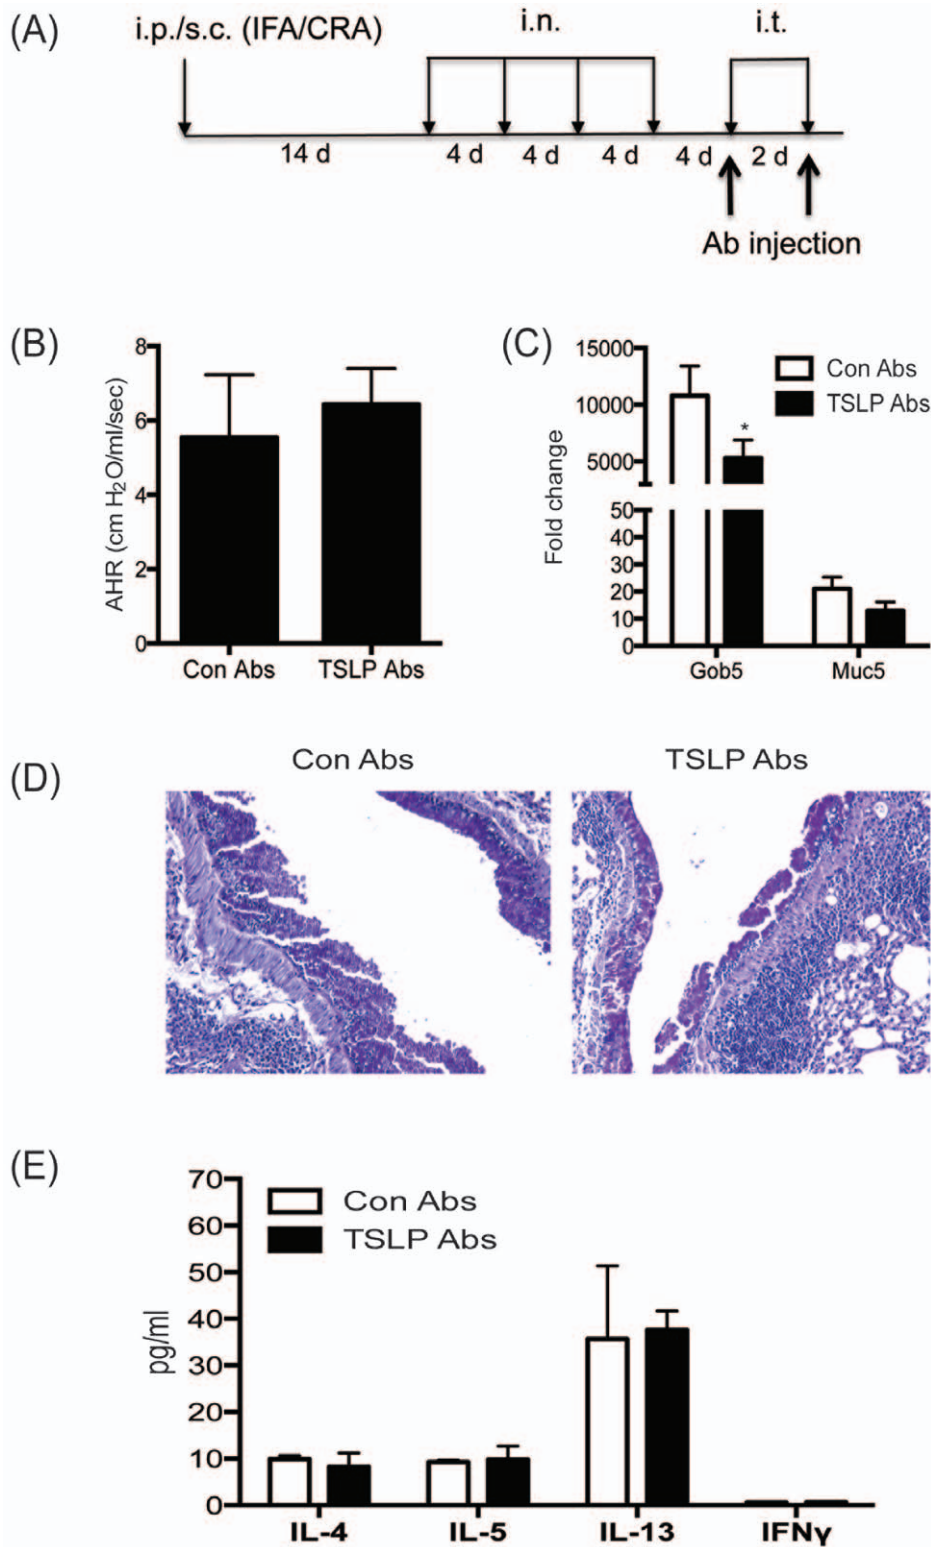 (A)
i.p./s.c. (IFA/CRA) i.n. i.t.
14 d 4 d 4 d 4 d 4 d 2 d
Ab injection
(B)
AHR (cm H₂O/ml/sec)
8
6
4
2
0
Con Abs TSLP Abs
(C)
Fold change
15000
10000
5000
50
40
30
20
10
0
Con Abs
TSLP Abs
*
Gob5 Muc5
(D)
Con Abs TSLP Abs
(E)
pg/ml
70
60
50
40
30
20
10
0
Con Abs
TSLP Abs
IL-4 IL-5 IL-13 IFNγ